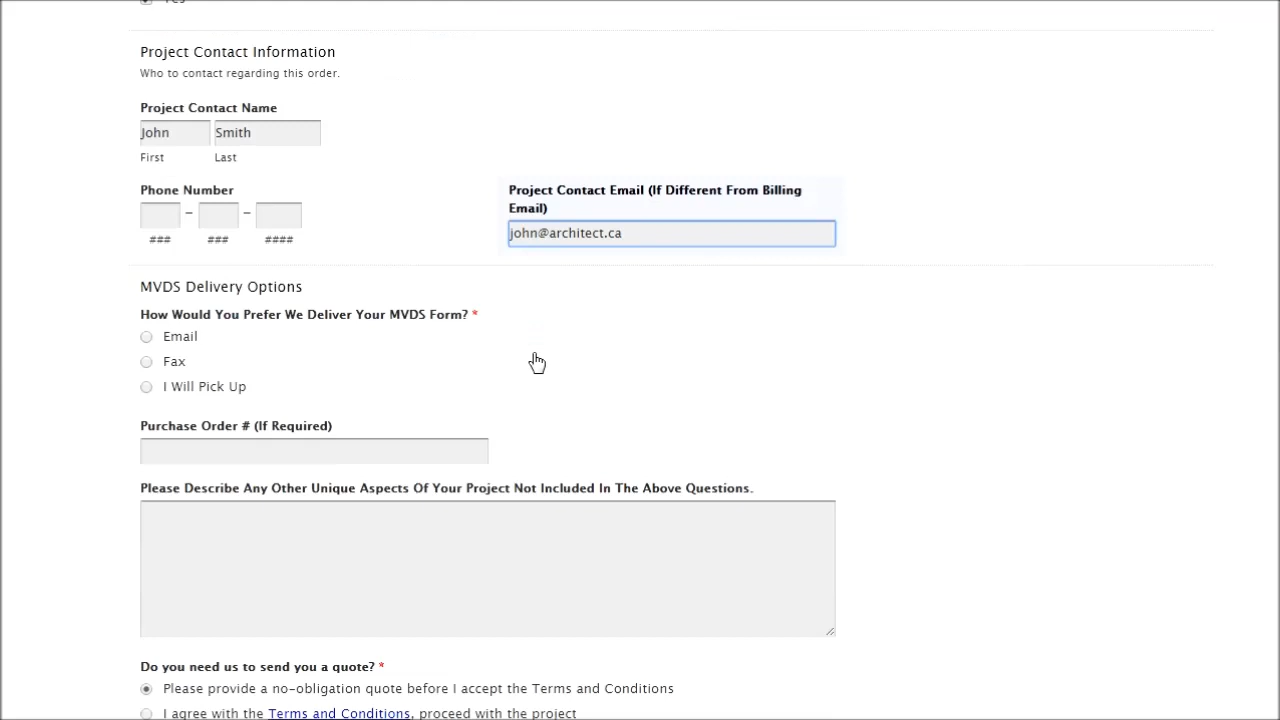 Yes
Project Contact Information
Who to contact regarding this order.
Project Contact Name
John Smith
First Last
Phone Number
– –
### ### ####
Project Contact Email (If Different From Billing
Email)
john@architect.ca
MVDS Delivery Options
How Would You Prefer We Deliver Your MVDS Form? *
Email
Fax
I Will Pick Up
Purchase Order # (If Required)
Please Describe Any Other Unique Aspects Of Your Project Not Included In The Above Questions.
Do you need us to send you a quote? *
Please provide a no-obligation quote before I accept the Terms and Conditions
I agree with the Terms and Conditions, proceed with the project